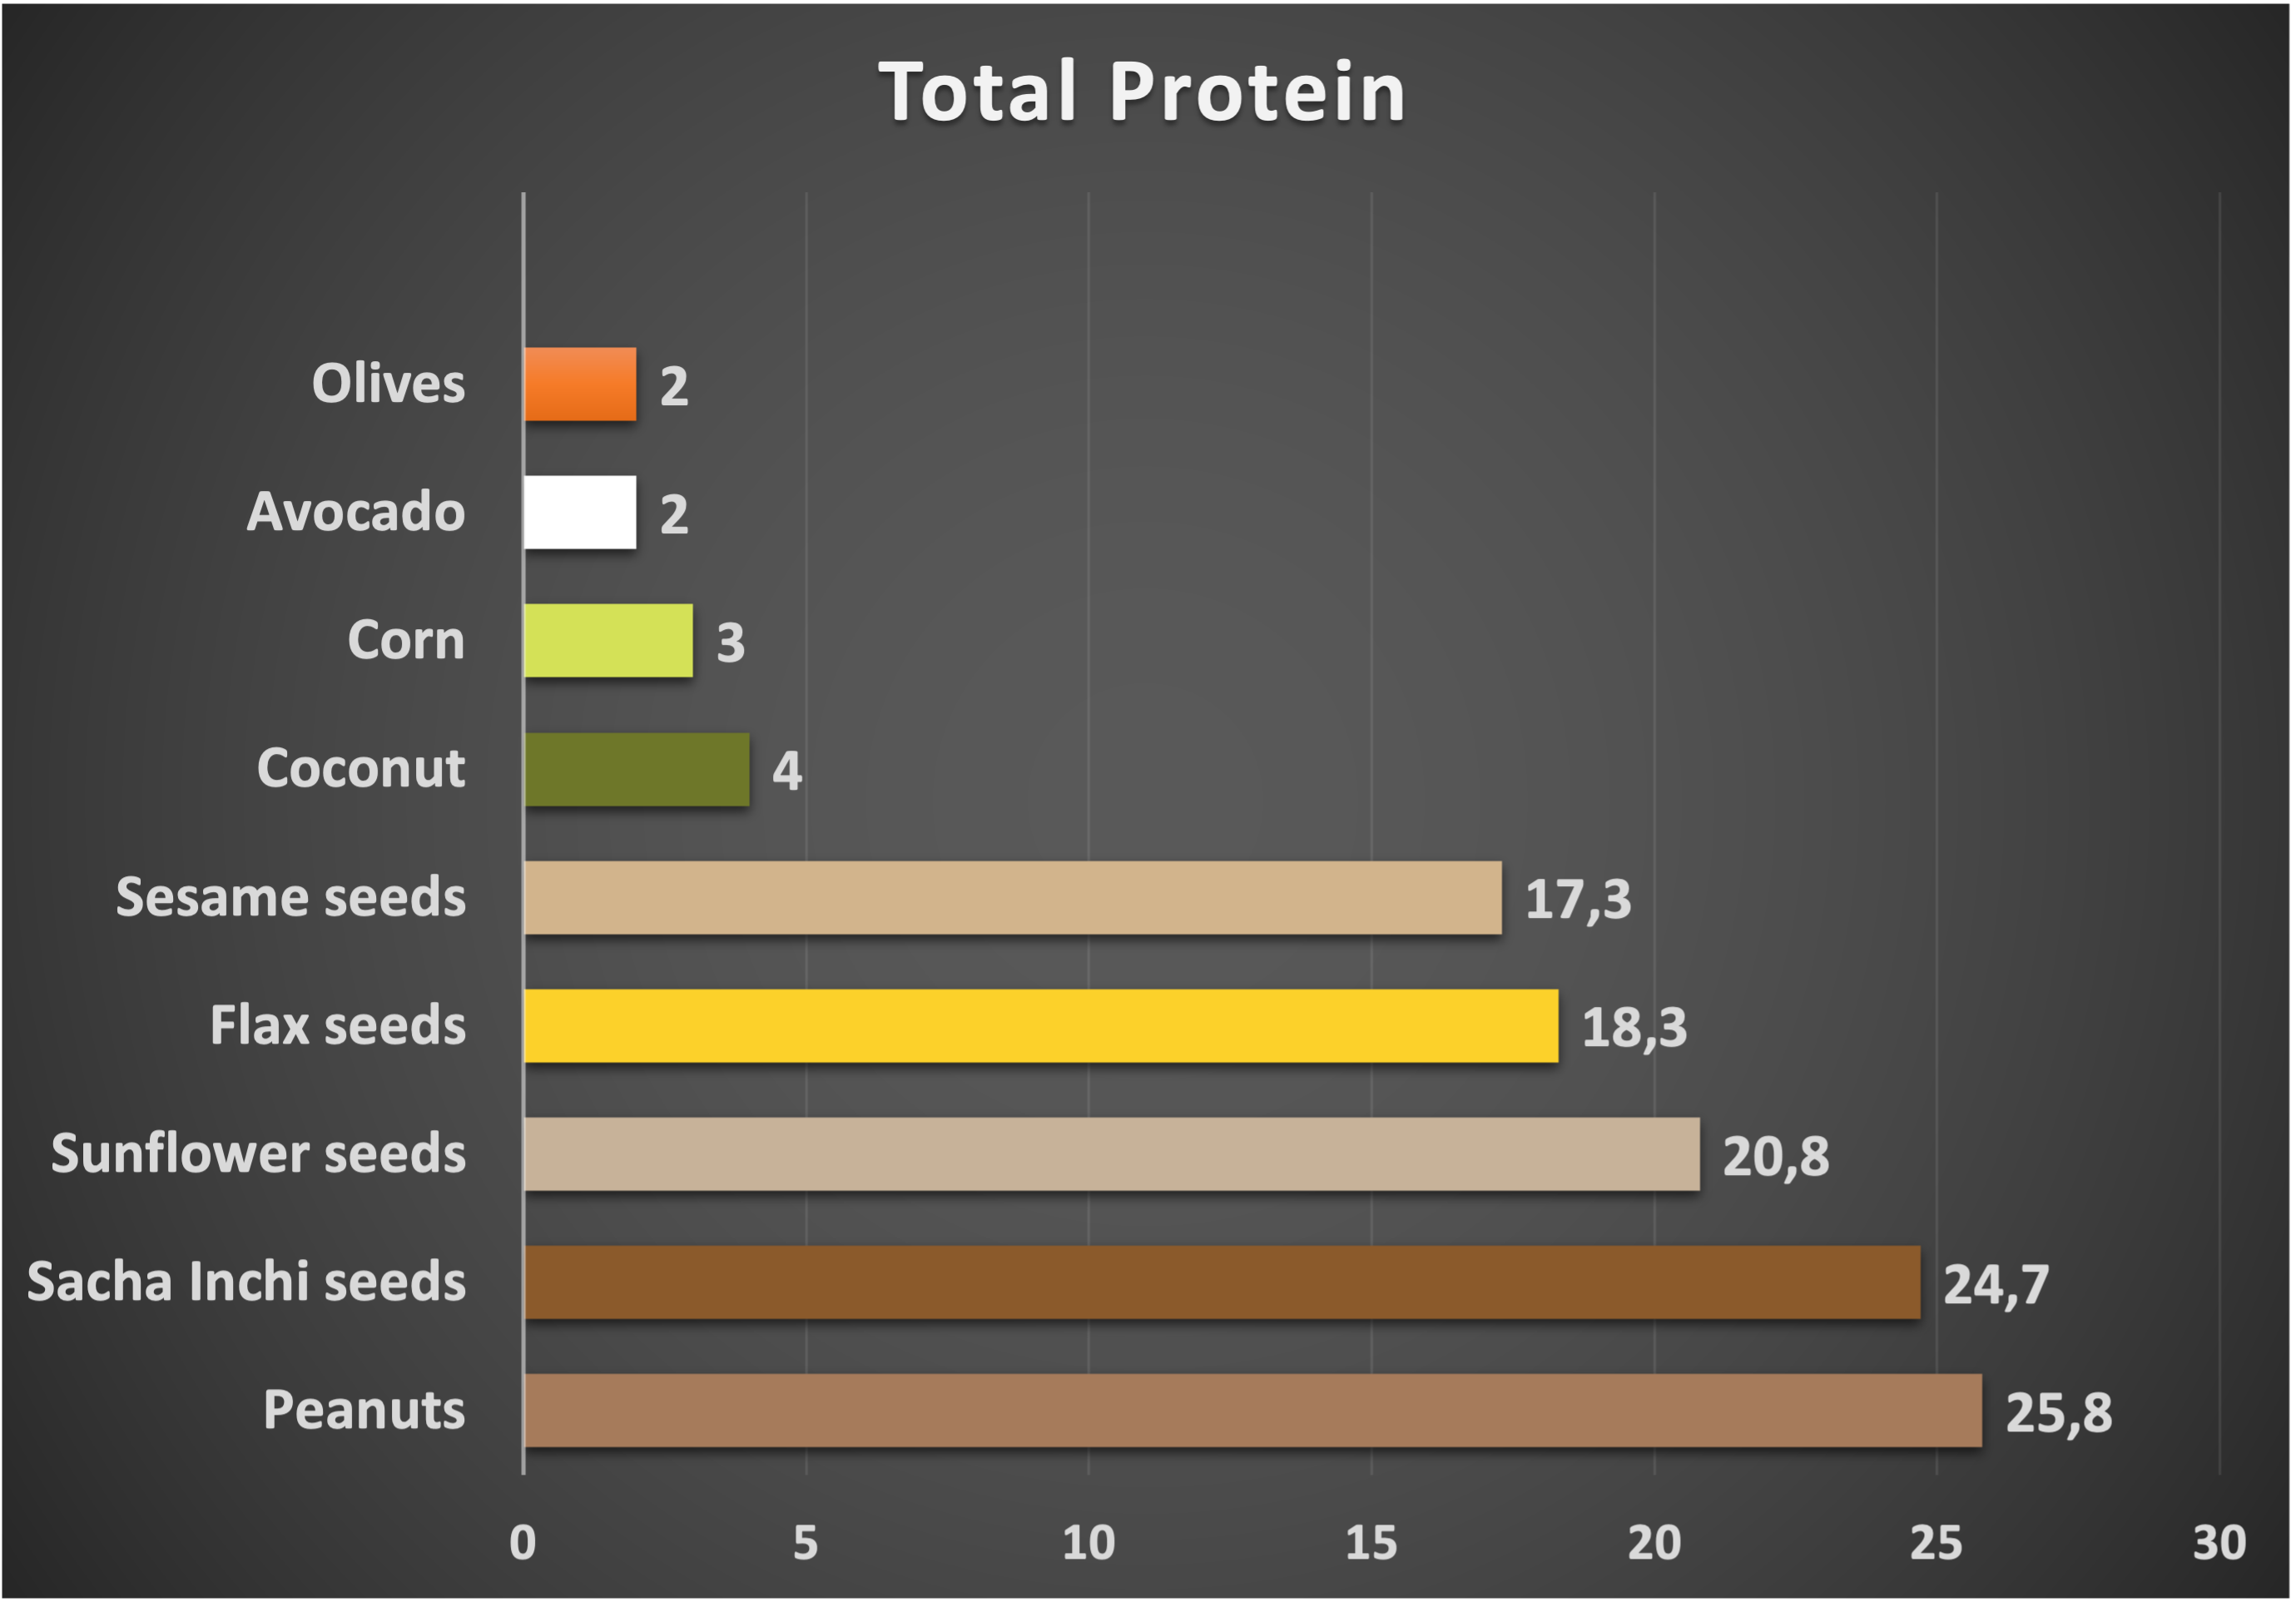 Total Protein
Olives 2
Avocado 2
Corn 3
Coconut 4
Sesame seeds 17,3
Flax seeds 18,3
Sunflower seeds 20,8
Sacha Inchi seeds 24,7
Peanuts 25,8
0 5 10 15 20 25 30